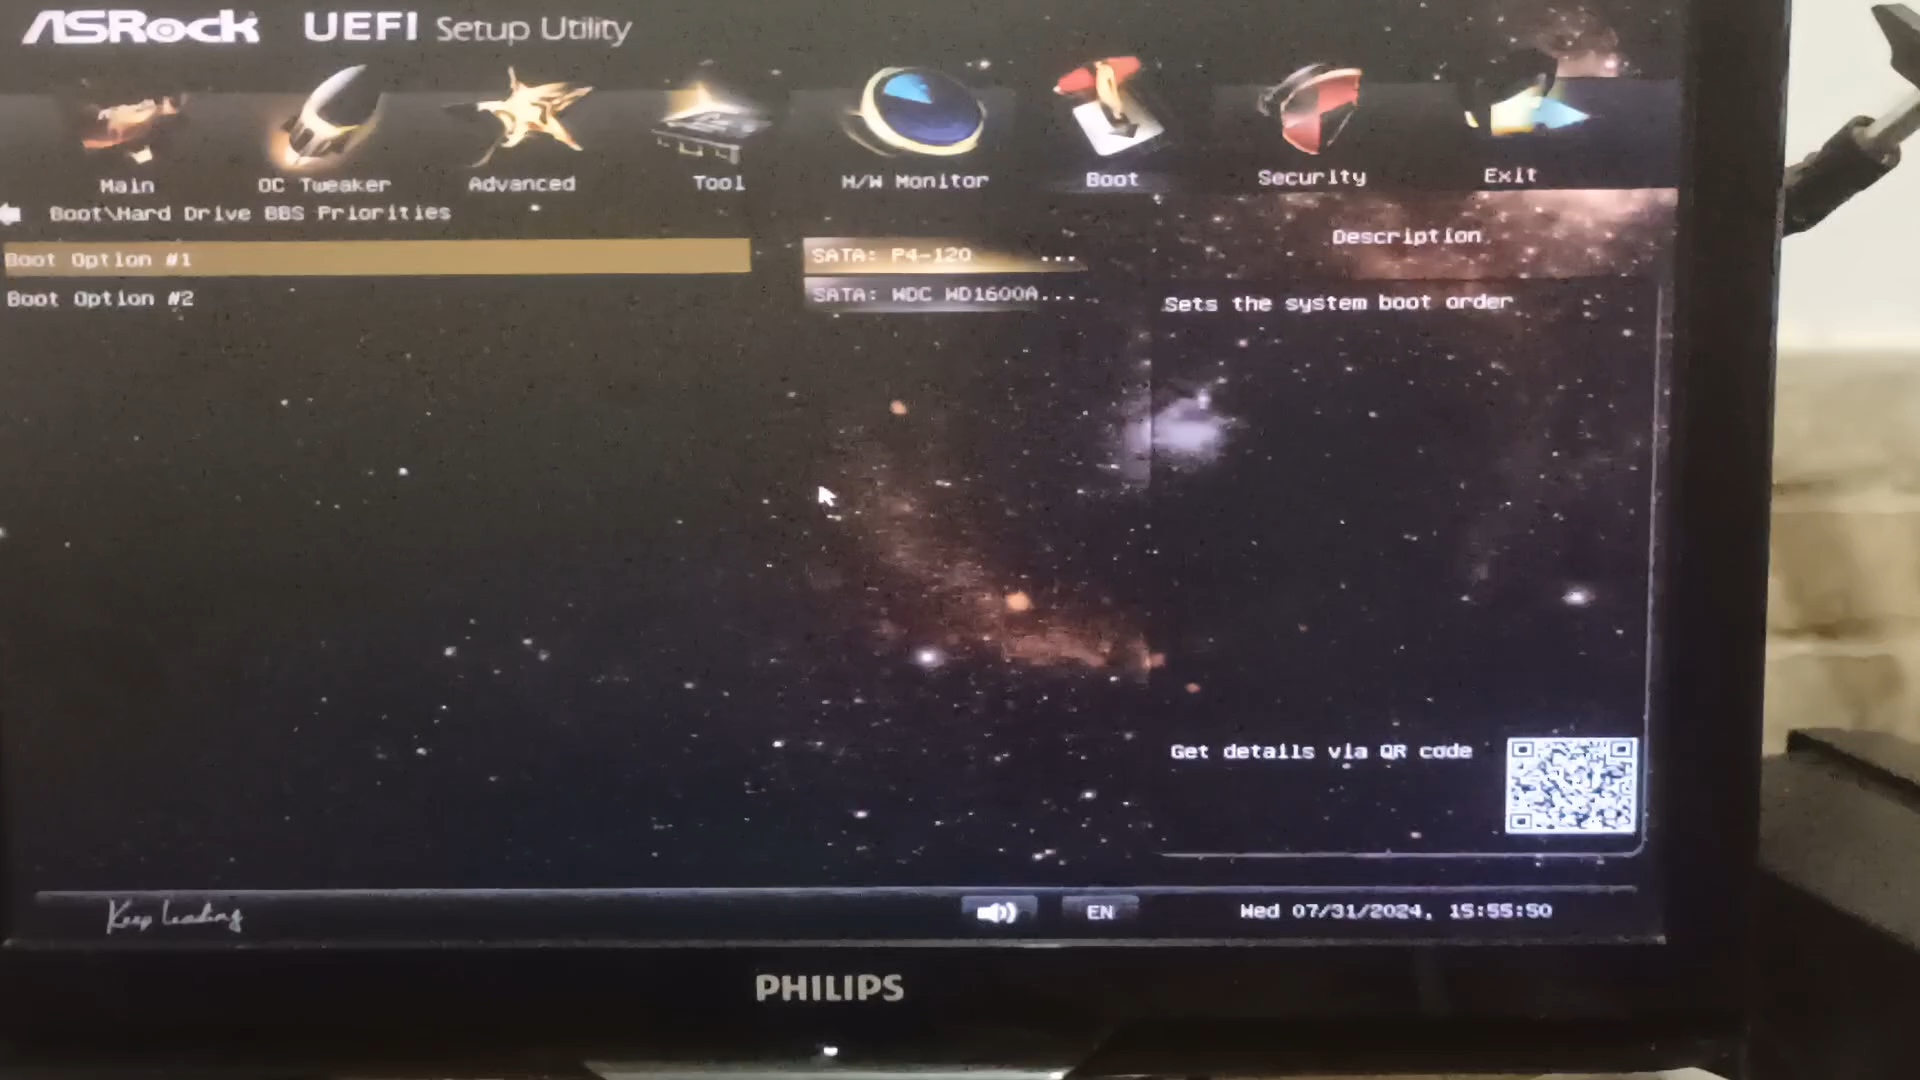 ASRock UEFI Setup Utility
Main OC Tweaker Advanced Tool H/W Monitor Boot Security Exit
Boot\Hard Drive BBS Priorities
Description
Boot Option #1 SATA: P4-120 ...
Boot Option #2 SATA: WDC WD1600A...
Sets the system boot order
Get details via QR code
Keep Leading
EN
Wed 07/31/2024, 15:55:50
PHILIPS